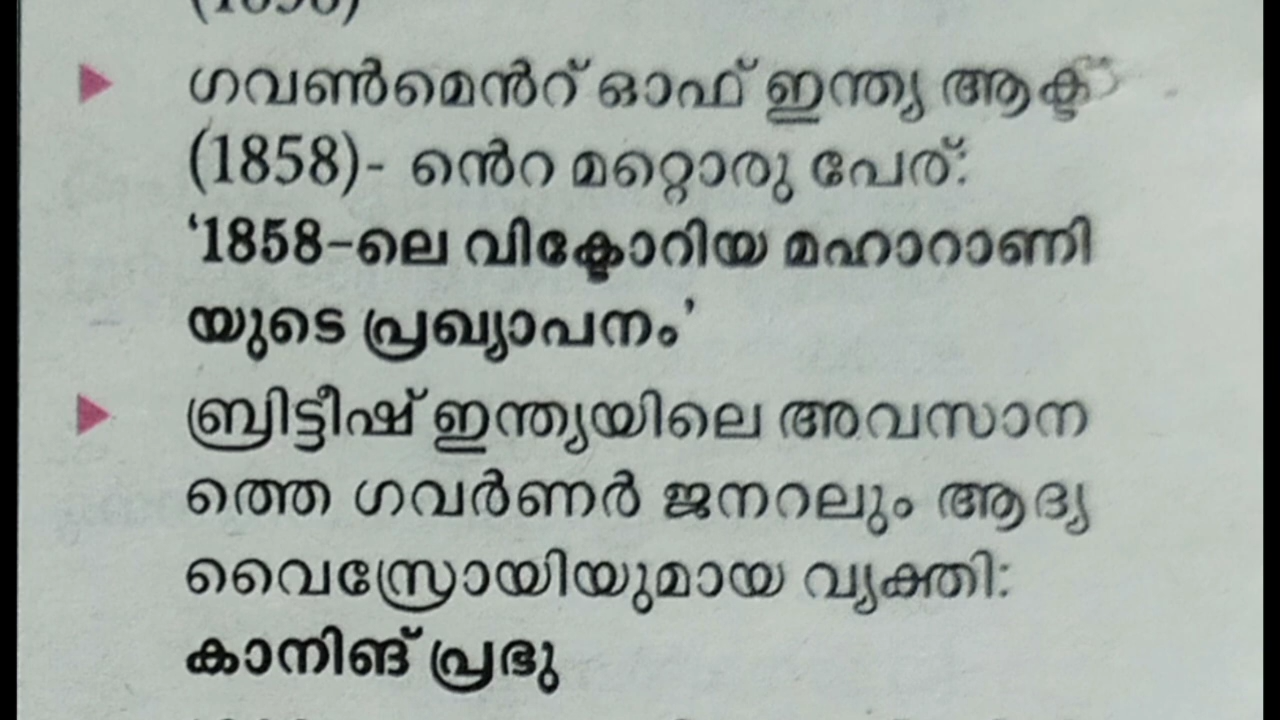 ഗവൺമെൻറ് ഓഫ് ഇന്ത്യ ആക്ട്
(1858)- ൻെറ മറ്റൊരു പേര്:
‘1858–ലെ വിക്ടോറിയ മഹാറാണി
യുടെ പ്രഖ്യാപനം’
ബ്രിട്ടീഷ് ഇന്ത്യയിലെ അവസാന
ത്തെ ഗവർണർ ജനറലും ആദ്യ
വൈസ്രോയിയുമായ വ്യക്തി:
കാനിങ് പ്രഭു